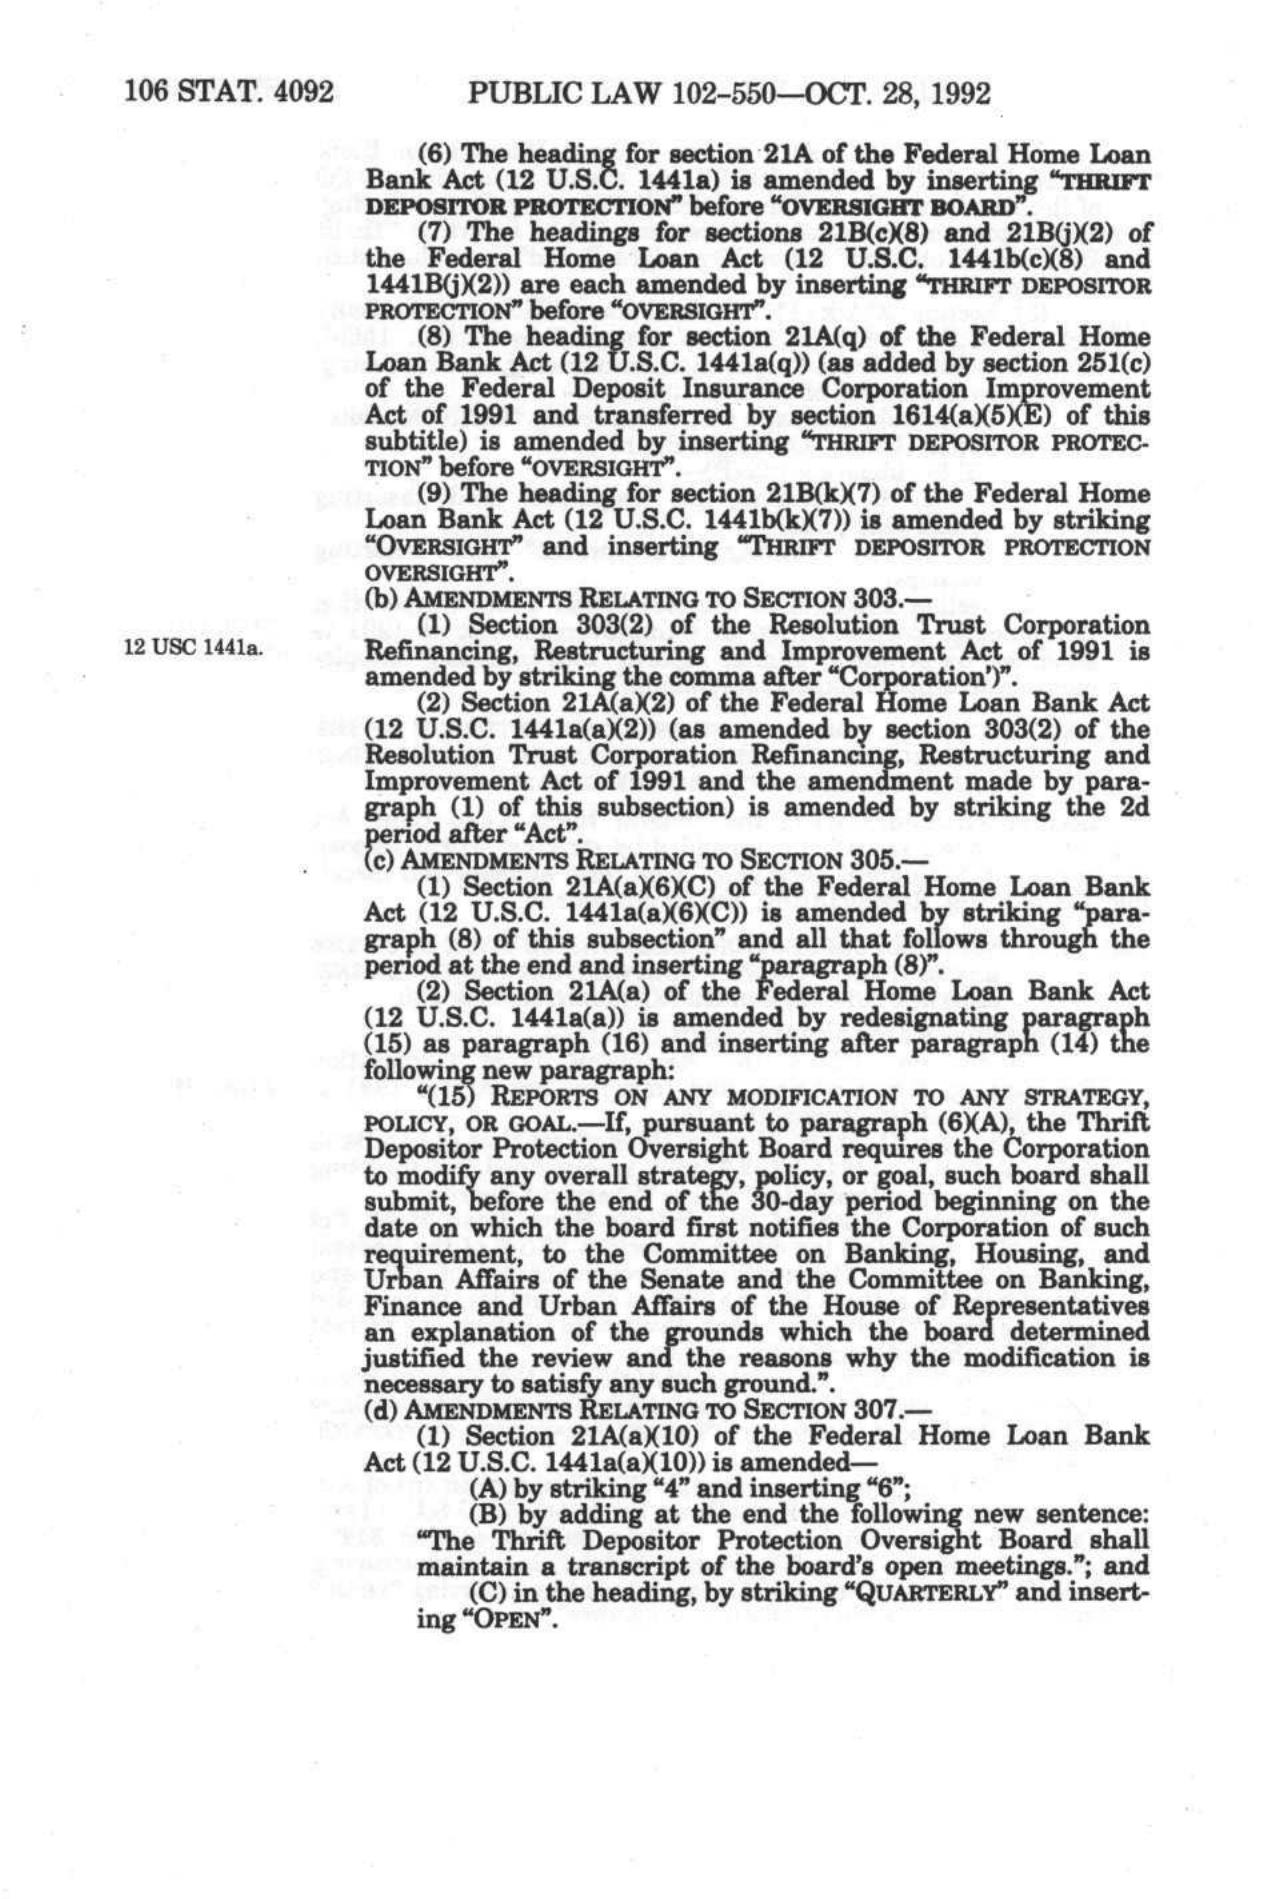 106 STAT. 4092 PUBLIC LAW 102-550—OCT. 28, 1992
(6) The heading for section 21A of the Federal Home Loan
Bank Act (12 U.S.C. 1441a) is amended by inserting “THRIFT
DEPOSITOR PROTECTION” before “OVERSIGHT BOARD”.
(7) The headings for sections 21B(c)(8) and 21B(j)(2) of
the Federal Home Loan Act (12 U.S.C. 1441b(c)(8) and
1441B(j)(2)) are each amended by inserting “THRIFT DEPOSITOR
PROTECTION” before “OVERSIGHT”.
(8) The heading for section 21A(q) of the Federal Home
Loan Bank Act (12 U.S.C. 1441a(q)) (as added by section 251(c)
of the Federal Deposit Insurance Corporation Improvement
Act of 1991 and transferred by section 1614(a)(5)(E) of this
subtitle) is amended by inserting “THRIFT DEPOSITOR PROTEC-
TION” before “OVERSIGHT”.
(9) The heading for section 21B(k)(7) of the Federal Home
Loan Bank Act (12 U.S.C. 1441b(k)(7)) is amended by striking
“OVERSIGHT” and inserting “THRIFT DEPOSITOR PROTECTION
OVERSIGHT”.
(b) AMENDMENTS RELATING TO SECTION 303.—
(1) Section 303(2) of the Resolution Trust Corporation
12 USC 1441a. Refinancing, Restructuring and Improvement Act of 1991 is
amended by striking the comma after “Corporation’)”.
(2) Section 21A(a)(2) of the Federal Home Loan Bank Act
(12 U.S.C. 1441a(a)(2)) (as amended by section 303(2) of the
Resolution Trust Corporation Refinancing, Restructuring and
Improvement Act of 1991 and the amendment made by para-
graph (1) of this subsection) is amended by striking the 2d
period after “Act”.
(c) AMENDMENTS RELATING TO SECTION 305.—
(1) Section 21A(a)(6)(C) of the Federal Home Loan Bank
Act (12 U.S.C. 1441a(a)(6)(C)) is amended by striking “para-
graph (8) of this subsection” and all that follows through the
period at the end and inserting “paragraph (8)”.
(2) Section 21A(a) of the Federal Home Loan Bank Act
(12 U.S.C. 1441a(a)) is amended by redesignating paragraph
(15) as paragraph (16) and inserting after paragraph (14) the
following new paragraph:
“(15) REPORTS ON ANY MODIFICATION TO ANY STRATEGY,
POLICY, OR GOAL.—If, pursuant to paragraph (6)(A), the Thrift
Depositor Protection Oversight Board requires the Corporation
to modify any overall strategy, policy, or goal, such board shall
submit, before the end of the 30-day period beginning on the
date on which the board first notifies the Corporation of such
requirement, to the Committee on Banking, Housing, and
Urban Affairs of the Senate and the Committee on Banking,
Finance and Urban Affairs of the House of Representatives
an explanation of the grounds which the board determined
justified the review and the reasons why the modification is
necessary to satisfy any such ground.”.
(d) AMENDMENTS RELATING TO SECTION 307.—
(1) Section 21A(a)(10) of the Federal Home Loan Bank
Act (12 U.S.C. 1441a(a)(10)) is amended—
(A) by striking “4” and inserting “6”;
(B) by adding at the end the following new sentence:
“The Thrift Depositor Protection Oversight Board shall
maintain a transcript of the board's open meetings.”; and
(C) in the heading, by striking “QUARTERLY” and insert-
ing “OPEN”.